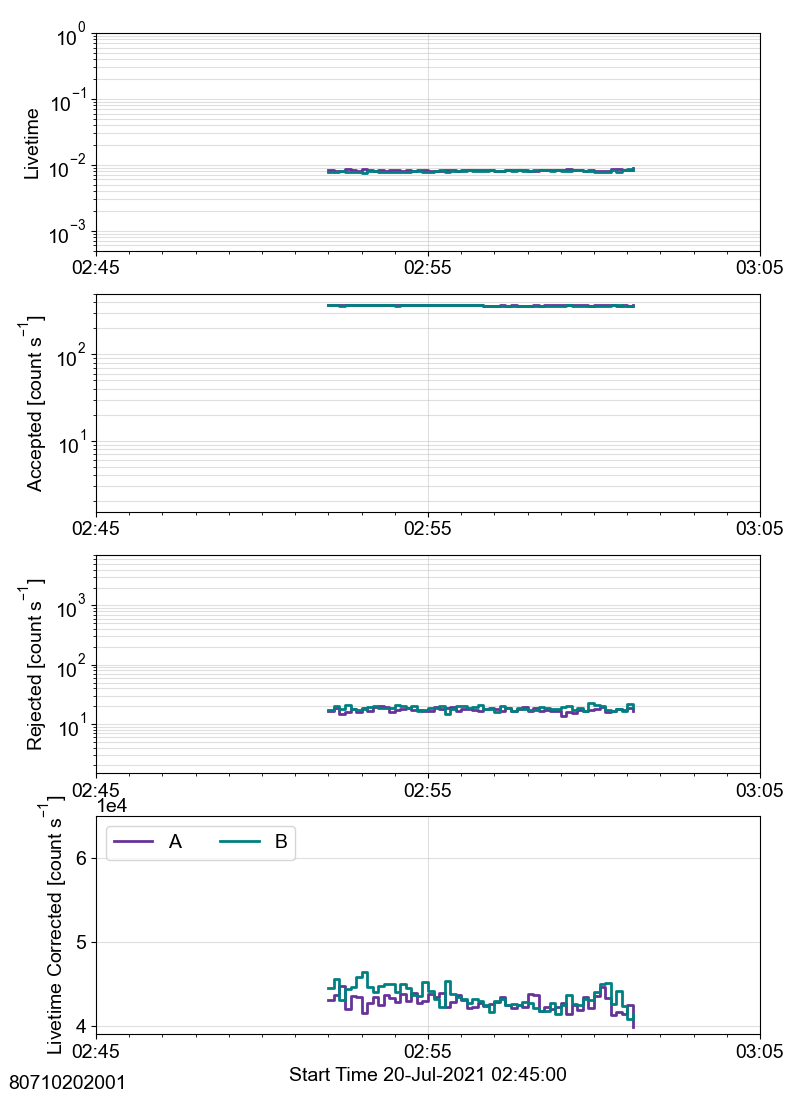 Livetime
10^0
10^−1
10^−2
10^−3
02:45 02:55 03:05
Accepted [count s^−1]
10^2
10^1
02:45 02:55 03:05
Rejected [count s^−1]
10^3
10^2
10^1
02:45 02:55 03:05
1e4
Livetime Corrected [count s^−1]
A B
6
5
4
02:45 02:55 03:05
Start Time 20-Jul-2021 02:45:00
80710202001